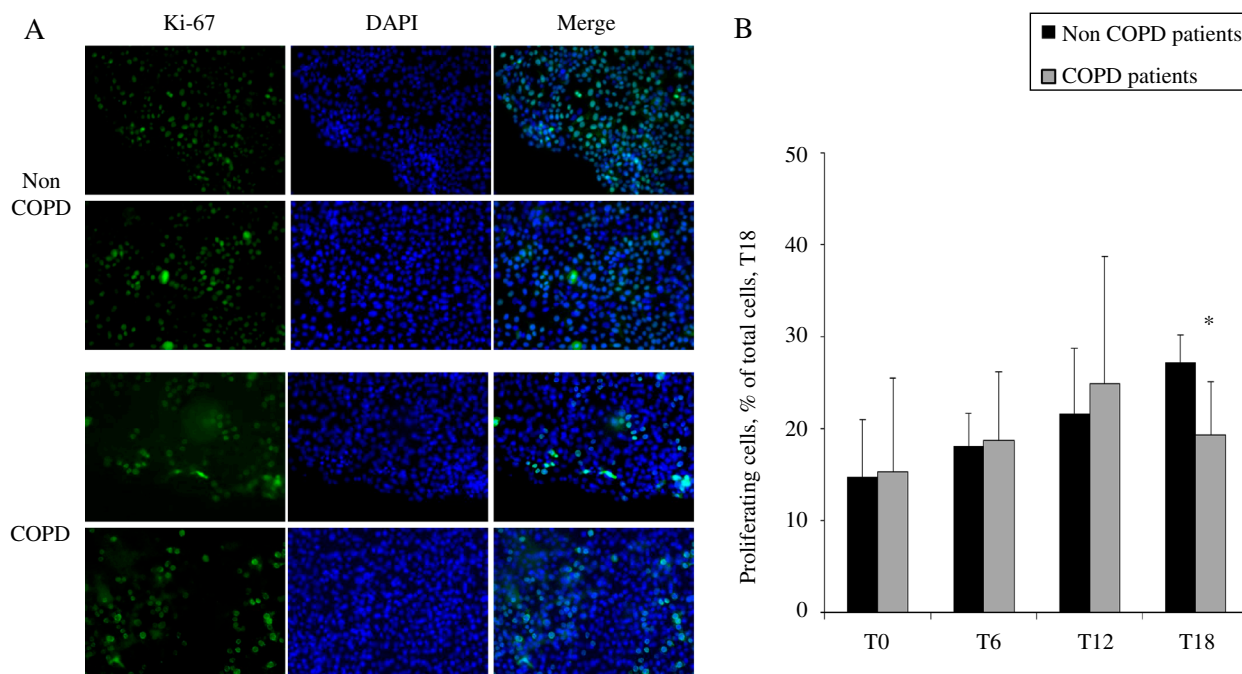 A
Ki-67
DAPI
Merge
Non
COPD
COPD
B
Non COPD patients
COPD patients
Proliferating cells, % of total cells, T18
50
40
30
20
10
0
*
T0
T6
T12
T18